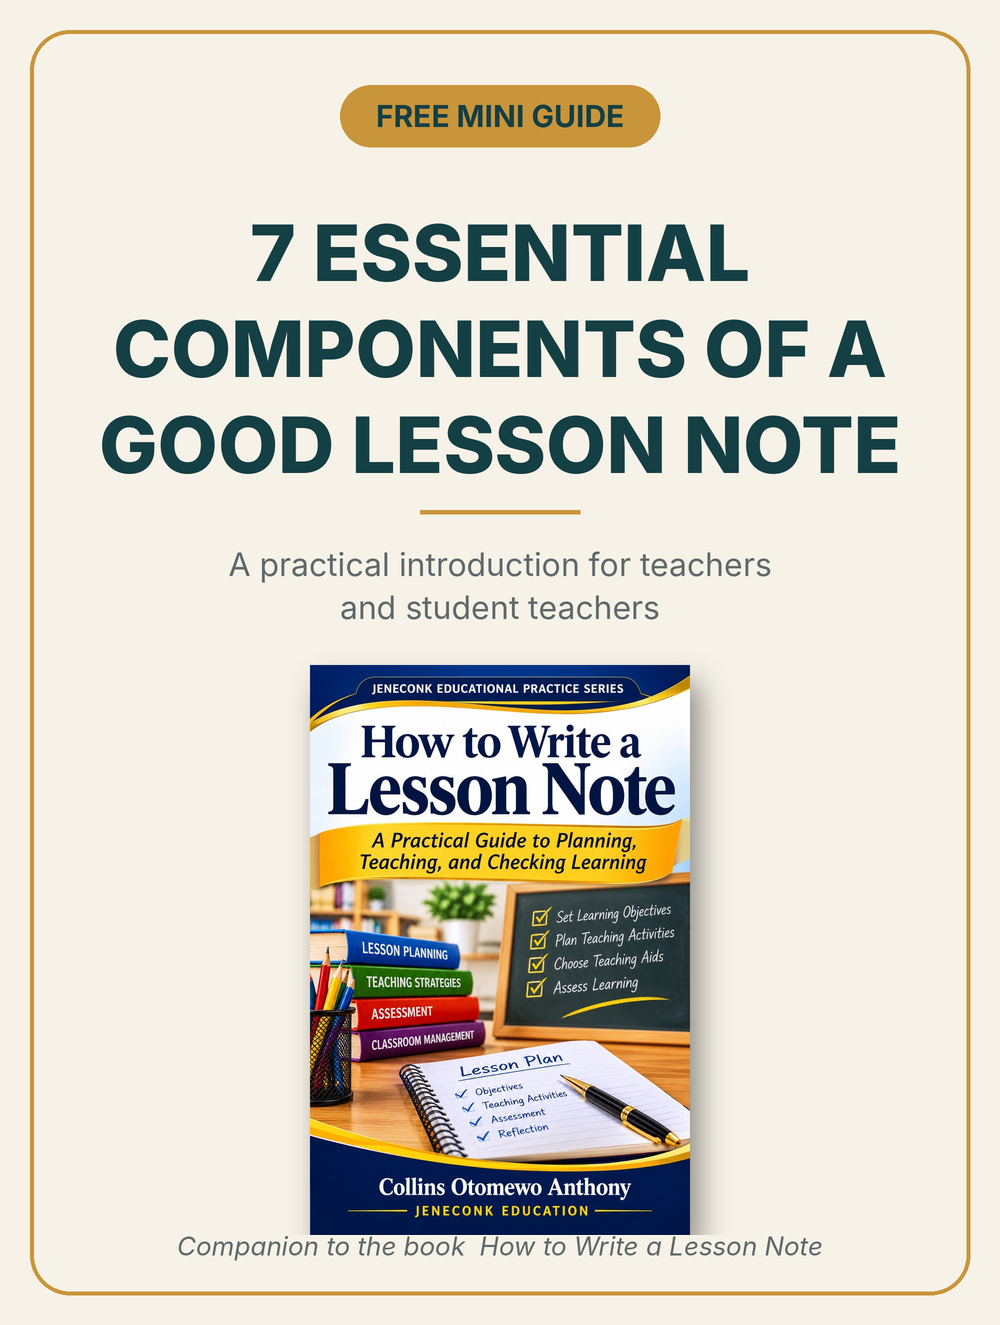 FREE MINI GUIDE
7 ESSENTIAL
COMPONENTS OF A
GOOD LESSON NOTE
A practical introduction for teachers
and student teachers
JENECONK EDUCATIONAL PRACTICE SERIES
How to Write a
Lesson Note
A Practical Guide to Planning,
Teaching, and Checking Learning
Set Learning Objectives
Plan Teaching Activities
Choose Teaching Aids
Assess Learning
LESSON PLANNING
TEACHING STRATEGIES
ASSESSMENT
CLASSROOM MANAGEMENT
Lesson Plan
Objectives
Teaching Activities
Assessment
Reflection
Collins Otomewo Anthony
JENECONK EDUCATION
Companion to the book How to Write a Lesson Note